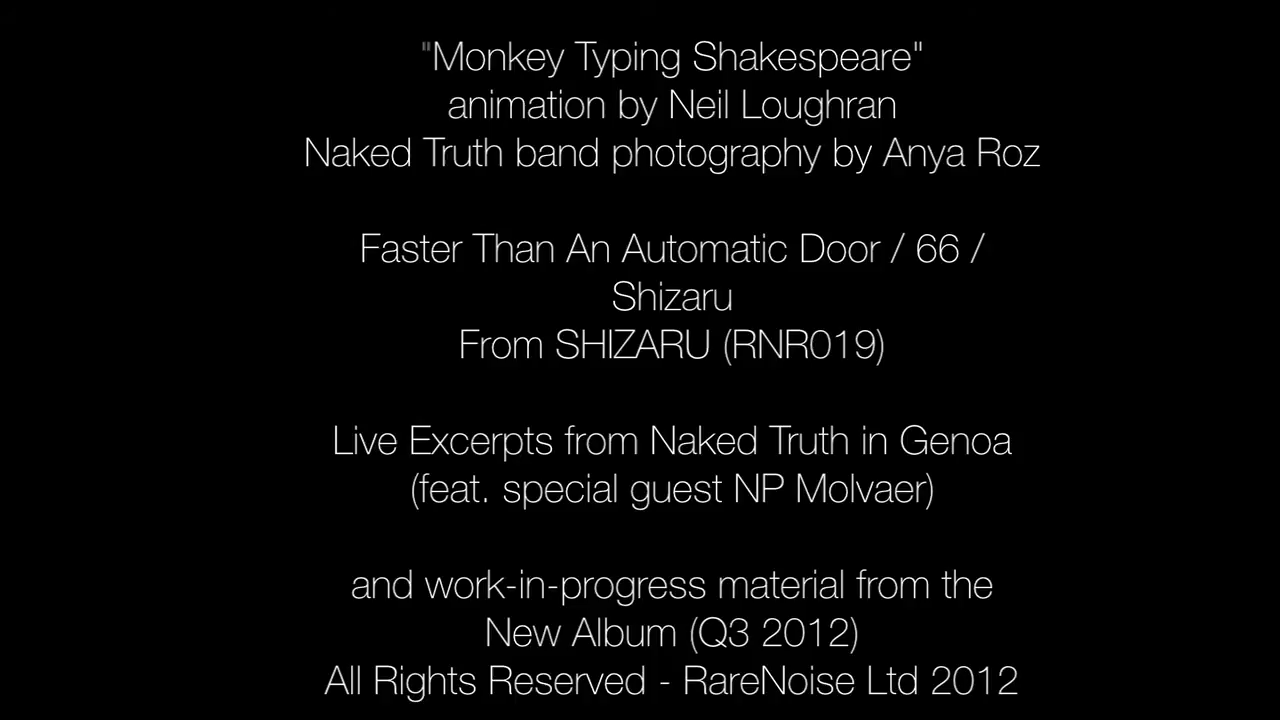 "Monkey Typing Shakespeare"
animation by Neil Loughran
Naked Truth band photography by Anya Roz
Faster Than An Automatic Door / 66 /
Shizaru
From SHIZARU (RNR019)
Live Excerpts from Naked Truth in Genoa
(feat. special guest NP Molvaer)
and work-in-progress material from the
New Album (Q3 2012)
All Rights Reserved - RareNoise Ltd 2012